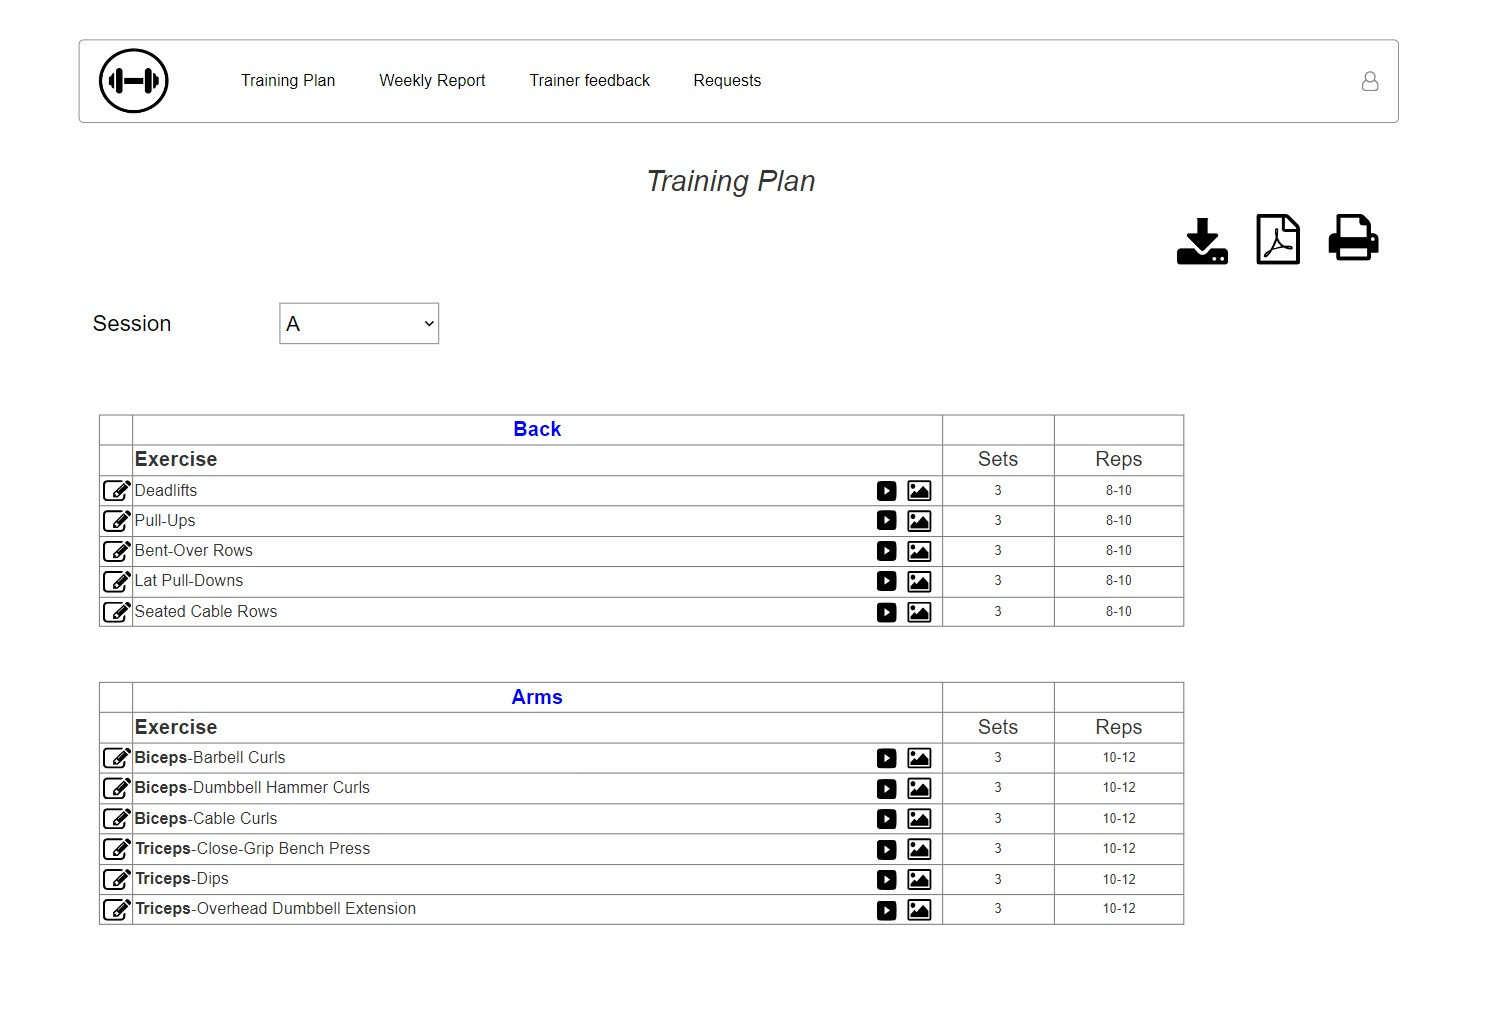 Training Plan Weekly Report Trainer feedback Requests
Training Plan
Session A
Back
Exercise Sets Reps
Deadlifts 3 8-10
Pull-Ups 3 8-10
Bent-Over Rows 3 8-10
Lat Pull-Downs 3 8-10
Seated Cable Rows 3 8-10
Arms
Exercise Sets Reps
Biceps-Barbell Curls 3 10-12
Biceps-Dumbbell Hammer Curls 3 10-12
Biceps-Cable Curls 3 10-12
Triceps-Close-Grip Bench Press 3 10-12
Triceps-Dips 3 10-12
Triceps-Overhead Dumbbell Extension 3 10-12